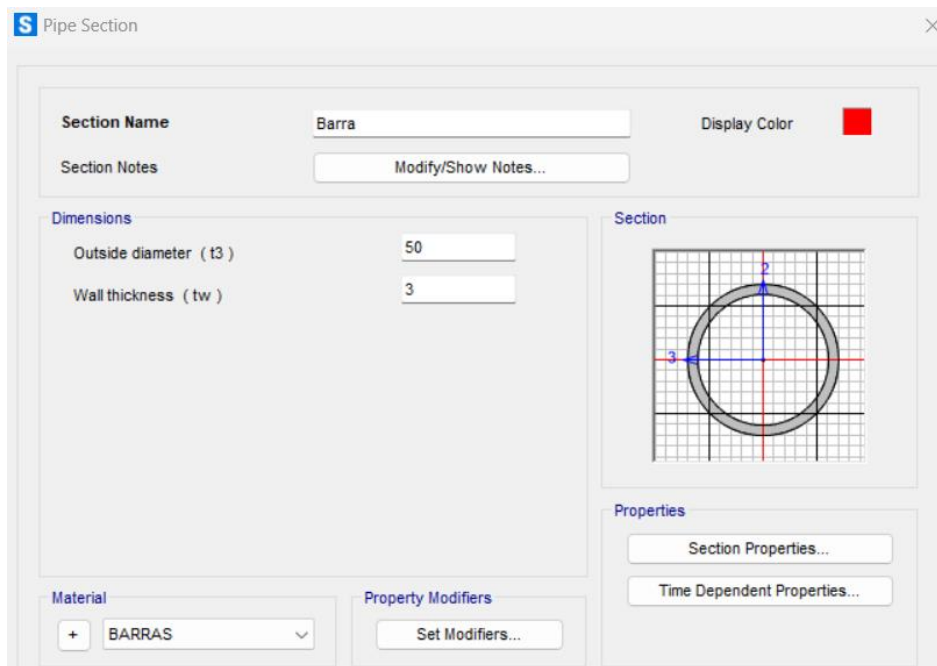 S Pipe Section
Section Name Barra Display Color
Section Notes Modify/Show Notes...
Dimensions
Outside diameter ( t3 ) 50
Wall thickness ( tw ) 3
Section
2
3
Properties
Section Properties...
Time Dependent Properties...
Material
+ BARRAS
Property Modifiers
Set Modifiers...